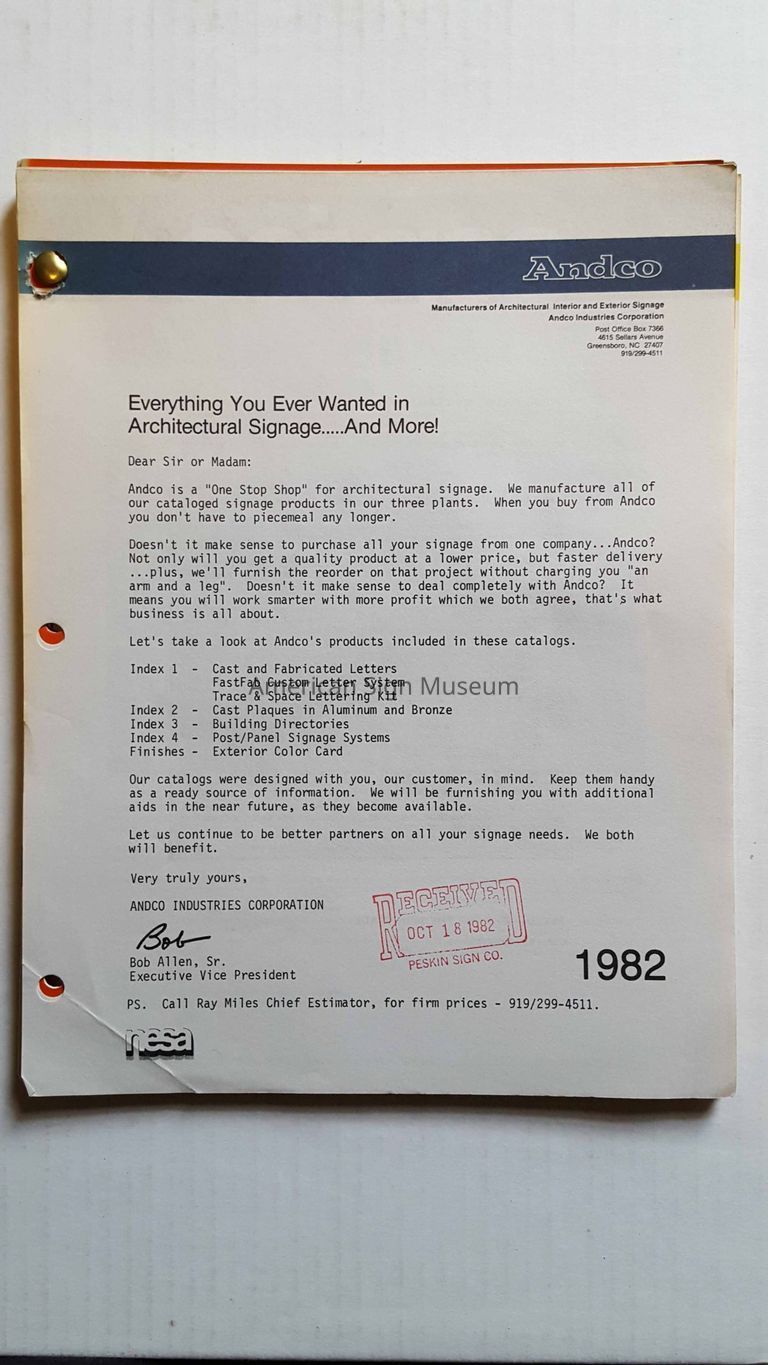 Andco
Manufacturers of Architectural Interior and Exterior Signage
Andco Industries Corporation
Post Office Box 7366
4615 Sellars Avenue
Greensboro, NC 27407
919/299-4511
Everything You Ever Wanted in
Architectural Signage.....And More!
Dear Sir or Madam:
Andco is a "One Stop Shop" for architectural signage. We manufacture all of
our cataloged signage products in our three plants. When you buy from Andco
you don't have to piecemeal any longer.
Doesn't it make sense to purchase all your signage from one company...Andco?
Not only will you get a quality product at a lower price, but faster delivery
...plus, we'll furnish the reorder on that project without charging you "an
arm and a leg". Doesn't it make sense to deal completely with Andco? It
means you will work smarter with more profit which we both agree, that's what
business is all about.
Let's take a look at Andco's products included in these catalogs.
Index 1 - Cast and Fabricated Letters
FastFab Custom Letter System
Trace & Space Lettering Kit
American Sign Museum
Index 2 - Cast Plaques in Aluminum and Bronze
Index 3 - Building Directories
Index 4 - Post/Panel Signage Systems
Finishes - Exterior Color Card
Our catalogs were designed with you, our customer, in mind. Keep them handy
as a ready source of information. We will be furnishing you with additional
aids in the near future, as they become available.
Let us continue to be better partners on all your signage needs. We both
will benefit.
Very truly yours,
ANDCO INDUSTRIES CORPORATION
Bob
Bob Allen, Sr.
Executive Vice President
RECEIVED
OCT 18 1982
PESKIN SIGN CO.
1982
PS. Call Ray Miles Chief Estimator, for firm prices - 919/299-4511.
nesa